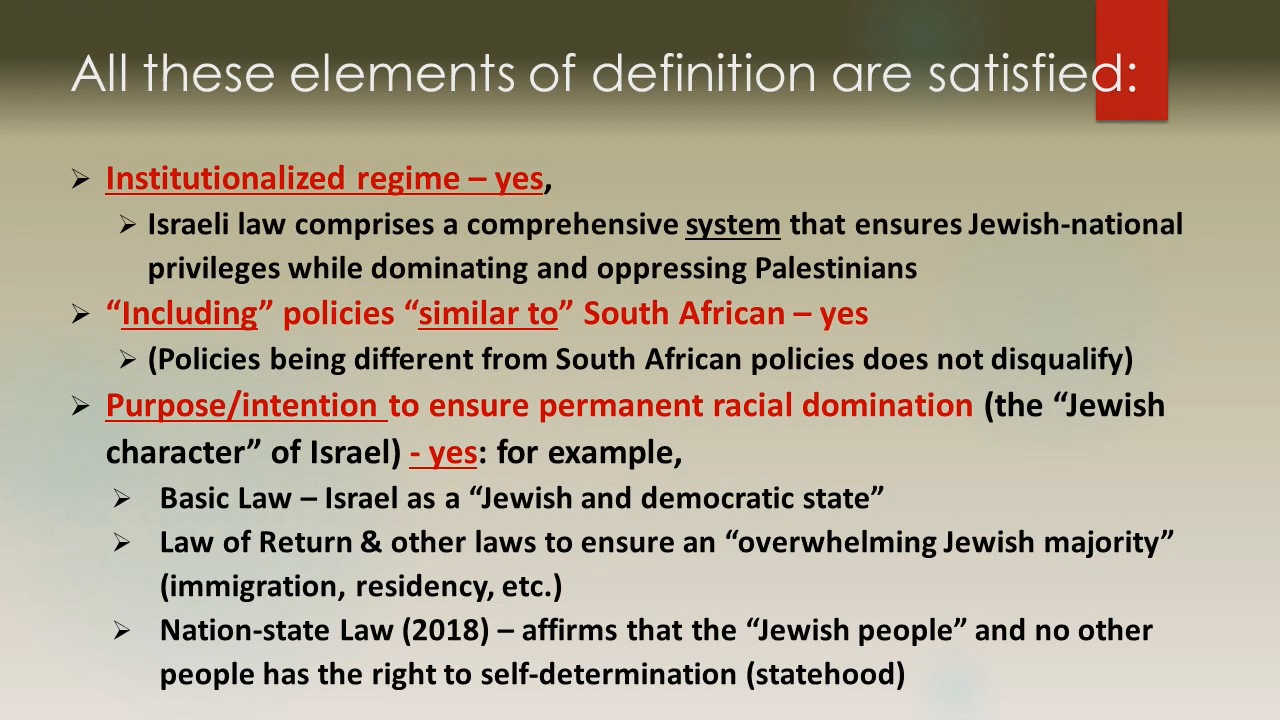 All these elements of definition are satisfied:
➢ Institutionalized regime – yes,
➢ Israeli law comprises a comprehensive system that ensures Jewish-national
privileges while dominating and oppressing Palestinians
➢ “Including” policies “similar to” South African – yes
➢ (Policies being different from South African policies does not disqualify)
➢ Purpose/intention to ensure permanent racial domination (the “Jewish
character” of Israel) - yes: for example,
➢ Basic Law – Israel as a “Jewish and democratic state”
➢ Law of Return & other laws to ensure an “overwhelming Jewish majority”
(immigration, residency, etc.)
➢ Nation-state Law (2018) – affirms that the “Jewish people” and no other
people has the right to self-determination (statehood)